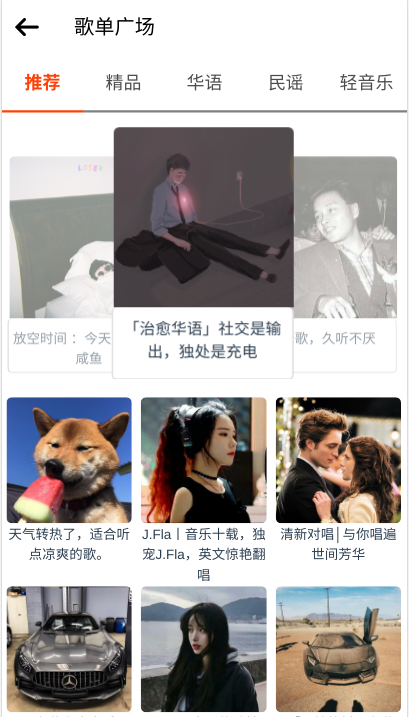 歌单广场
推荐 精品 华语 民谣 轻音乐
LATER
放空时间： 今天
咸鱼
「治愈华语」社交是输
出，独处是充电
歌，久听不厌
天气转热了，适合听
点凉爽的歌。
J.Fla丨音乐十载，独
宠J.Fla，英文惊艳翻
唱
清新对唱│与你唱遍
世间芳华